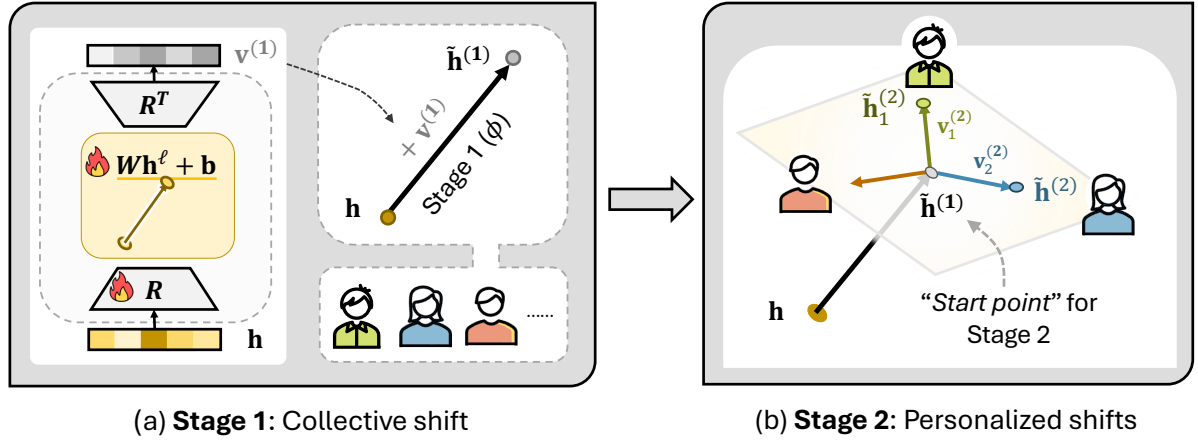 v⁽¹⁾
Rᵀ
Wh^ℓ + b
R
h
h̃⁽¹⁾
+ v⁽¹⁾
Stage 1 (ϕ)
h
......
(a) Stage 1: Collective shift
h̃₁⁽²⁾
v₁⁽²⁾
v₂⁽²⁾
h̃⁽²⁾
h̃⁽¹⁾
h
“Start point” for
Stage 2
(b) Stage 2: Personalized shifts